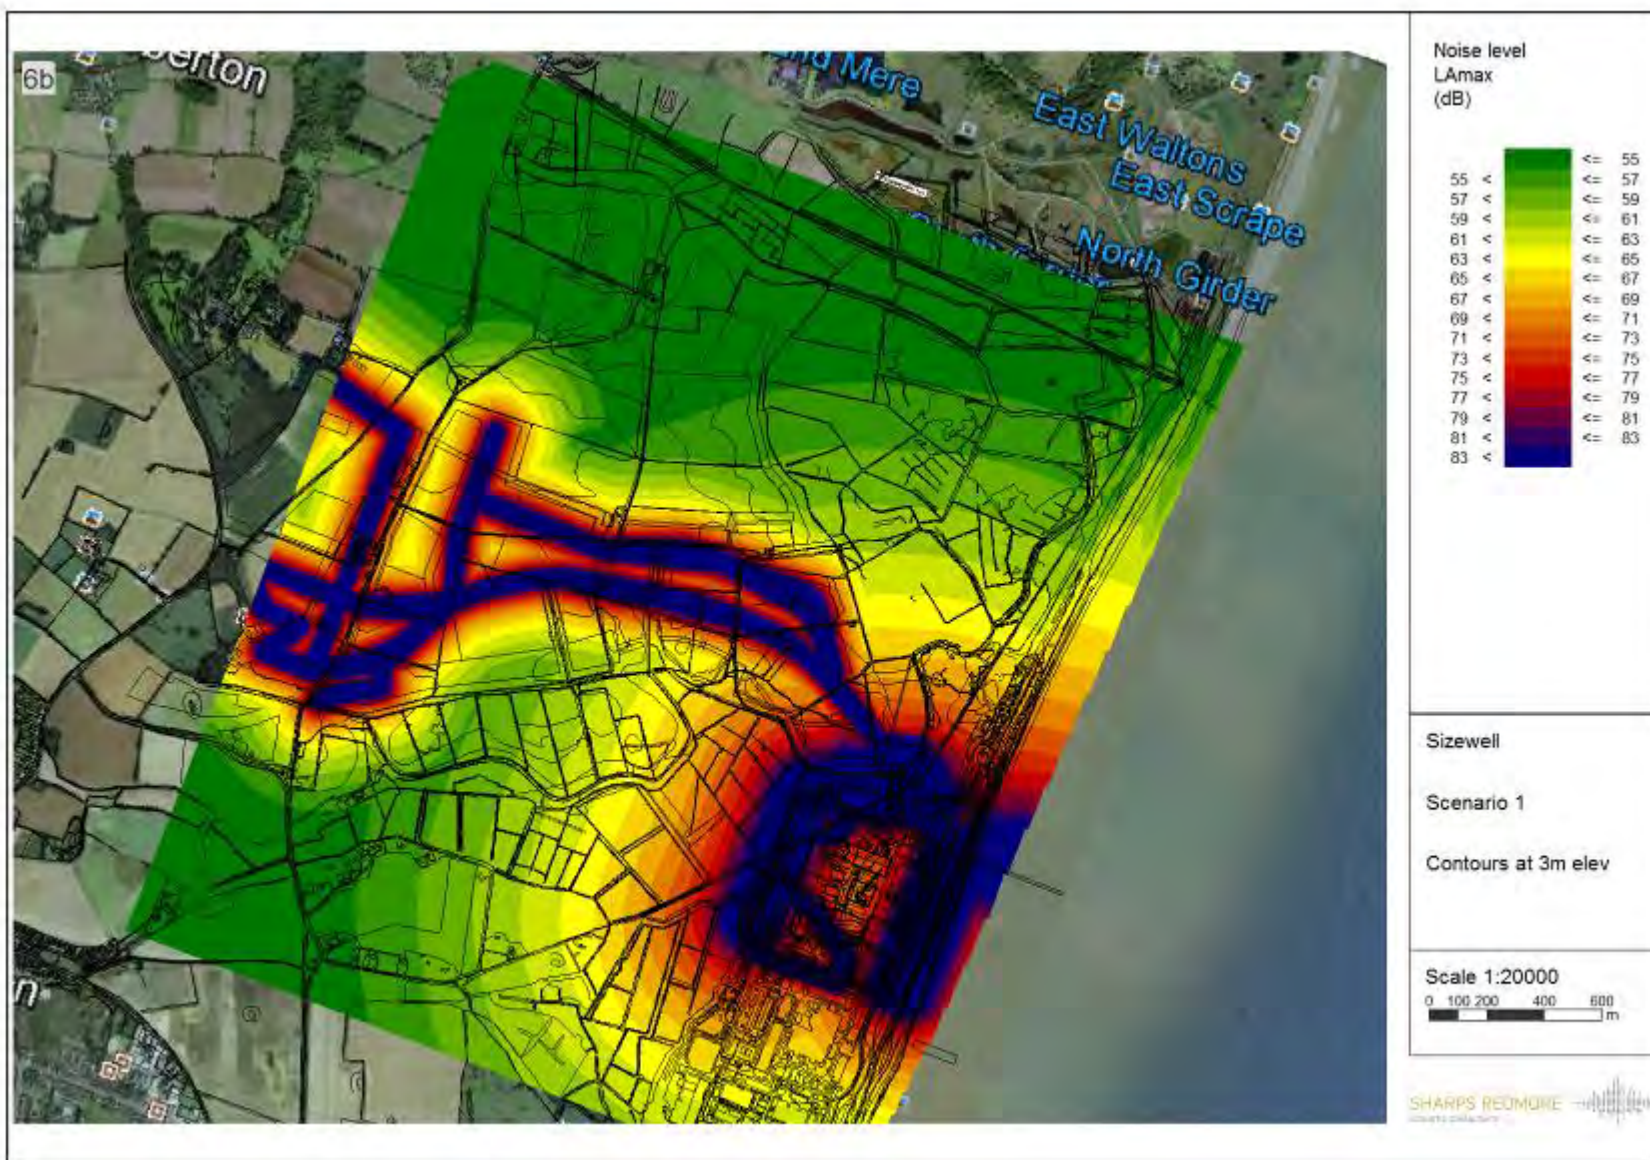 6b
berton
Mere
East Waltons
East Scrape
North Girder
n
Noise level
LAmax
(dB)
<= 55
55 < <= 57
57 < <= 59
59 < <= 61
61 < <= 63
63 < <= 65
65 < <= 67
67 < <= 69
69 < <= 71
71 < <= 73
73 < <= 75
75 < <= 77
77 < <= 79
79 < <= 81
81 < <= 83
83 <
Sizewell
Scenario 1
Contours at 3m elev
Scale 1:20000
0 100 200 400 600
m
SHARPS REDMORE